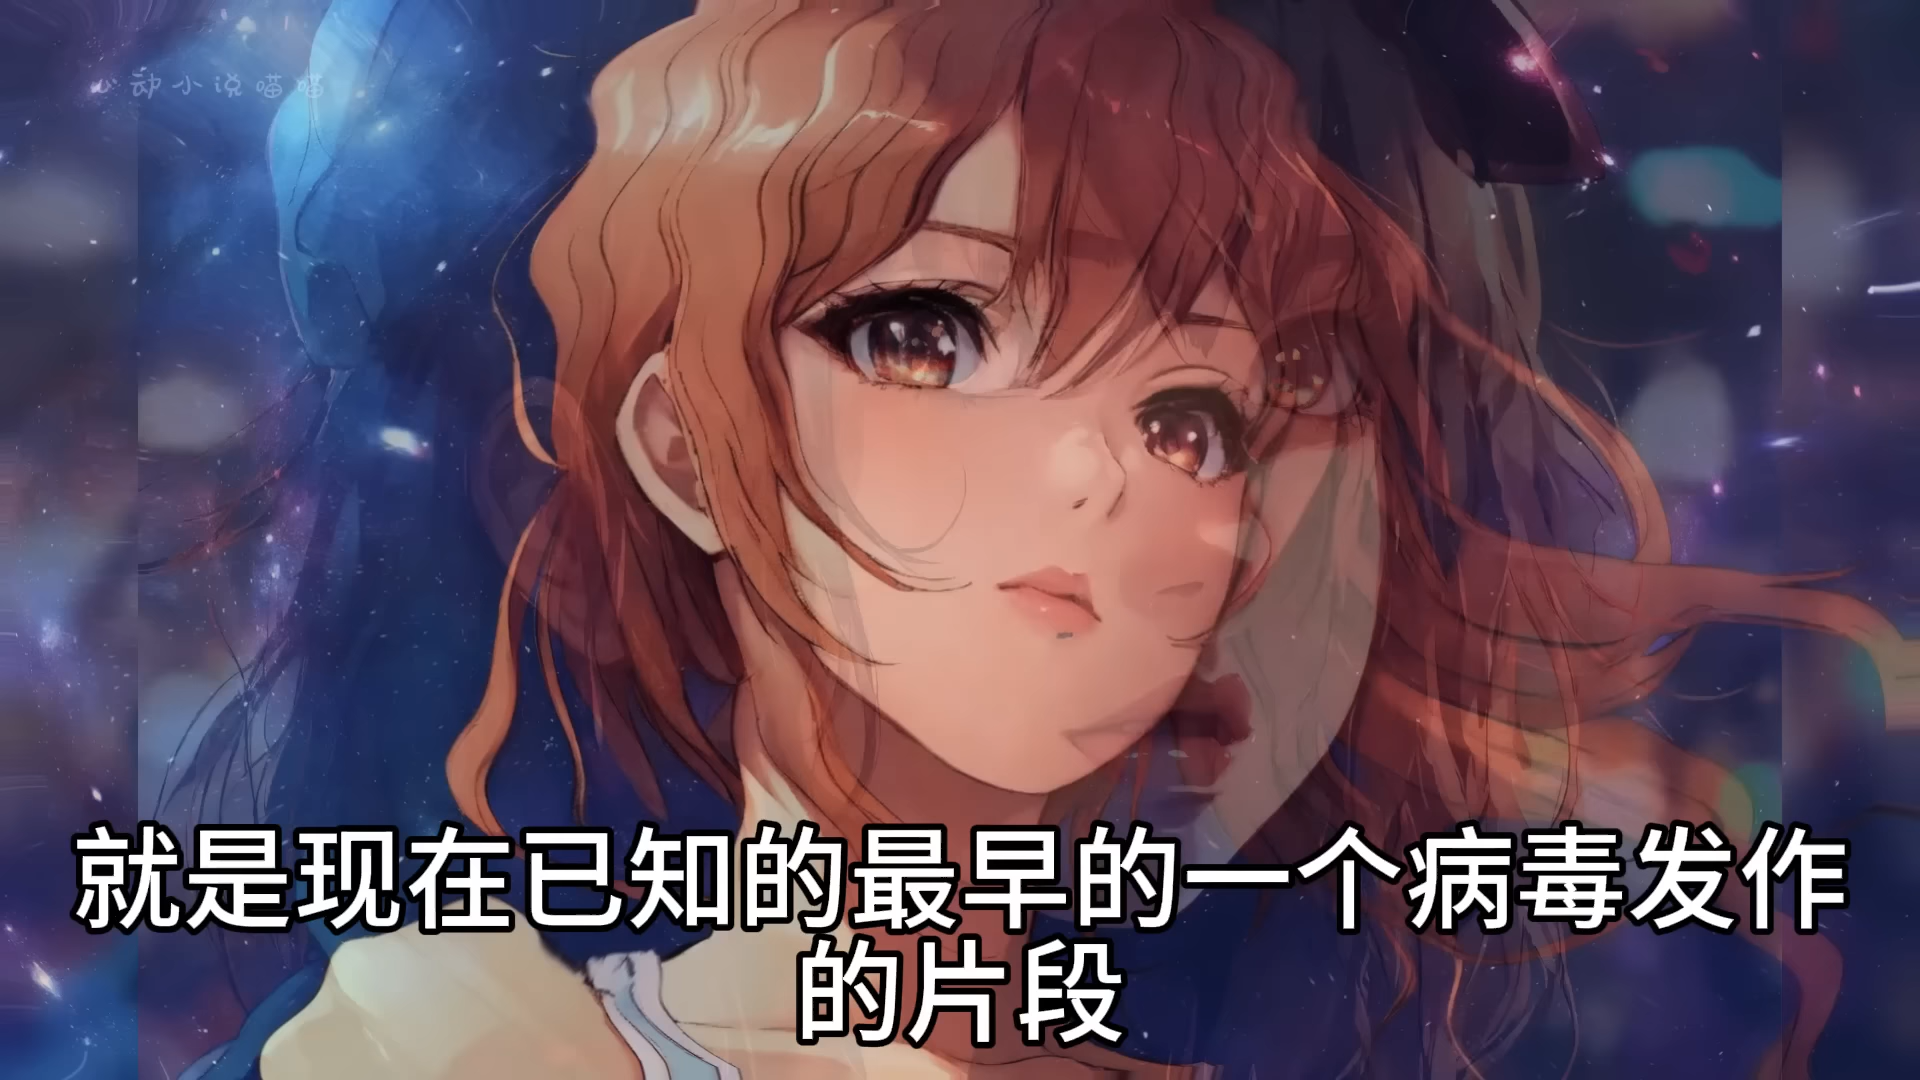 心动小说喵喵
就是现在已知的最早的一个病毒发作
的片段